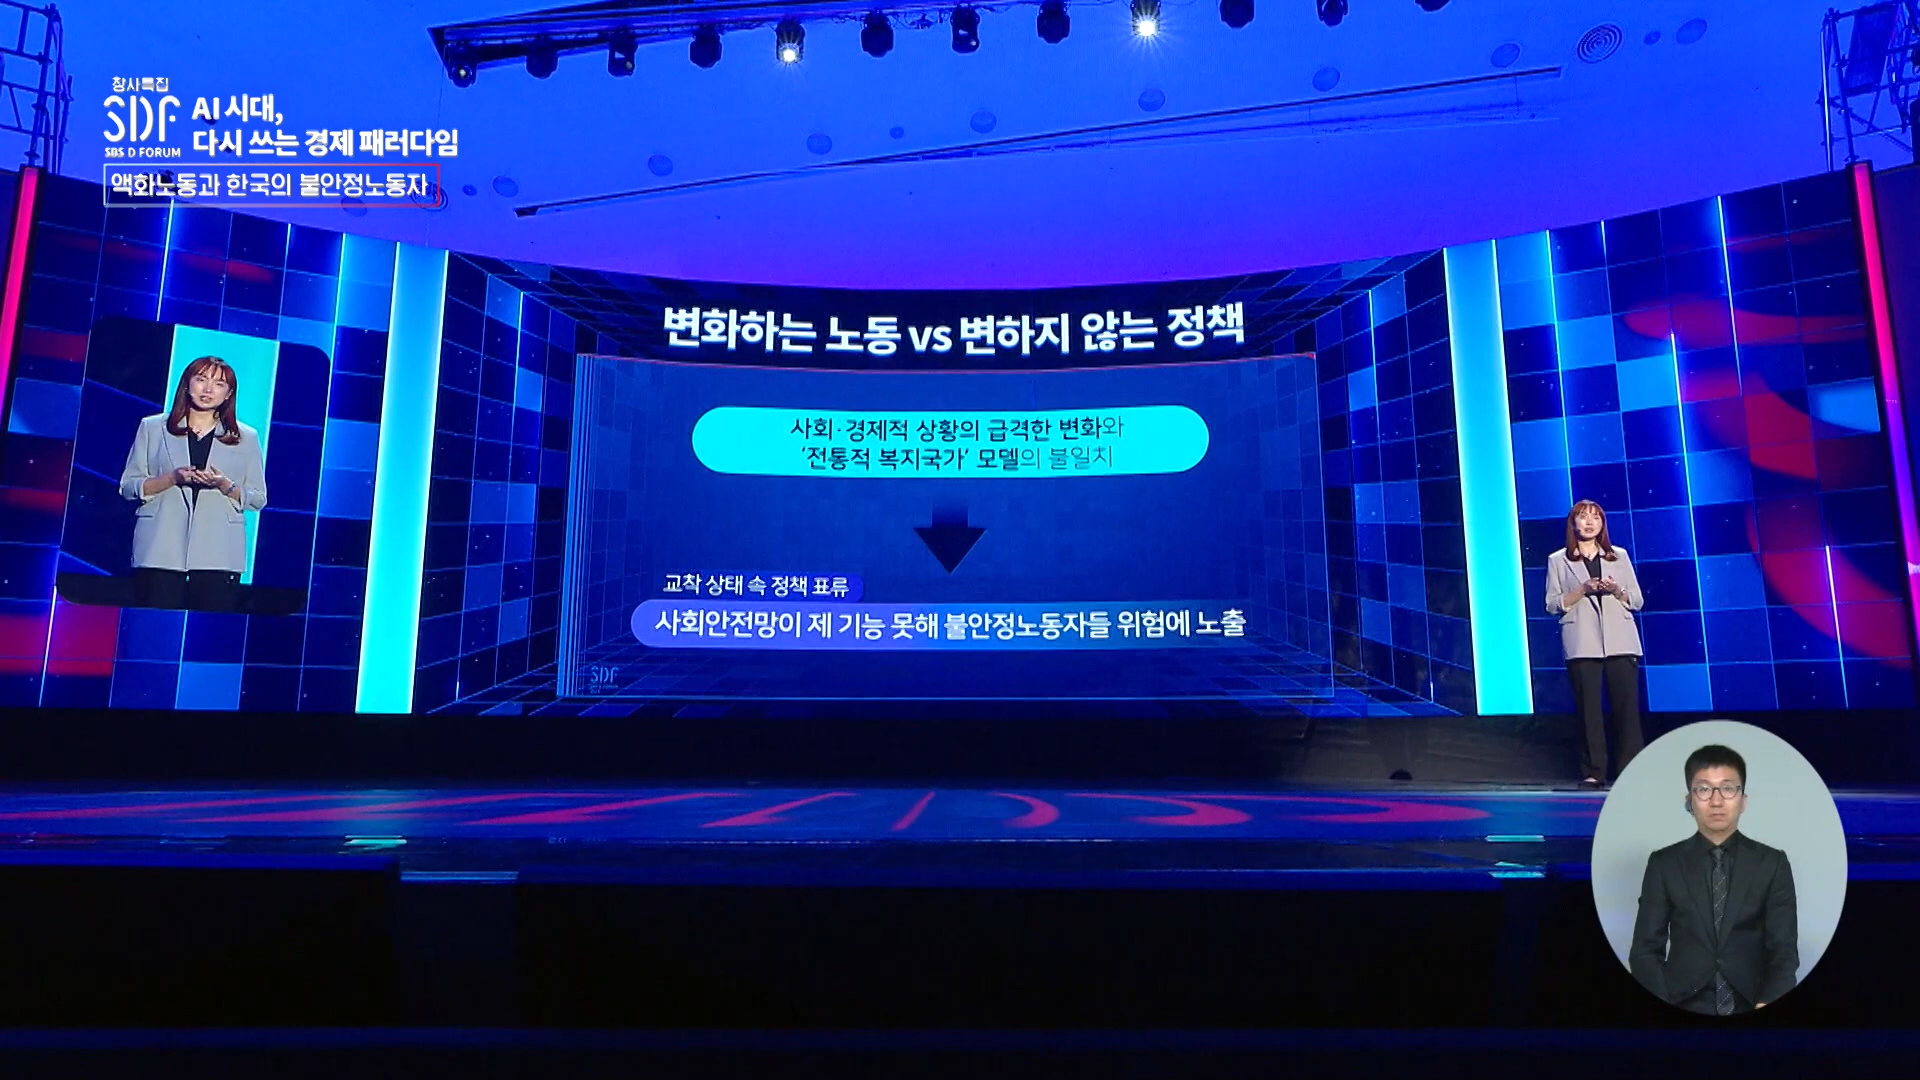 창사특집
SDF
SBS D FORUM
AI 시대,
다시 쓰는 경제 패러다임
액화노동과 한국의 불안정노동자
변화하는 노동 vs 변하지 않는 정책
사회·경제적 상황의 급격한 변화와
‘전통적 복지국가’ 모델의 불일치
교착 상태 속 정책 표류
사회안전망이 제 기능 못해 불안정노동자들 위험에 노출
SDF